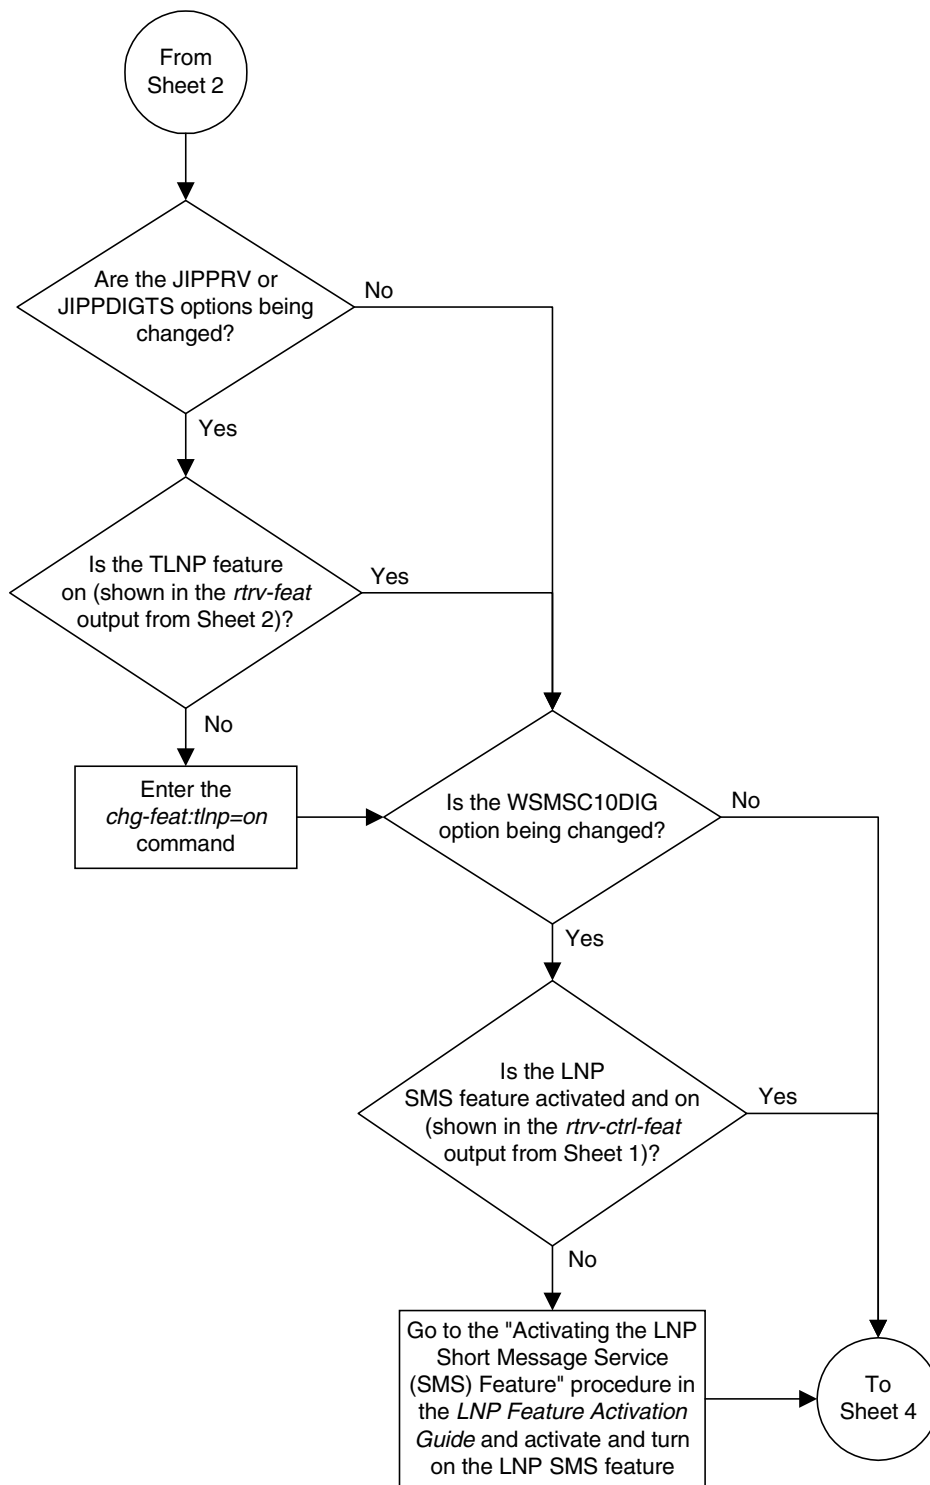 From
Sheet 2
Are the JIPPRV or
JIPPDIGTS options being
changed?
No
Yes
Is the TLNP feature
on (shown in the rtrv-feat
output from Sheet 2)?
Yes
No
Enter the
chg-feat:tlnp=on
command
Is the WSMSC10DIG
option being changed?
No
Yes
Is the LNP
SMS feature activated and on
(shown in the rtrv-ctrl-feat
output from Sheet 1)?
Yes
No
Go to the "Activating the LNP
Short Message Service
(SMS) Feature" procedure in
the LNP Feature Activation
Guide and activate and turn
on the LNP SMS feature
To
Sheet 4